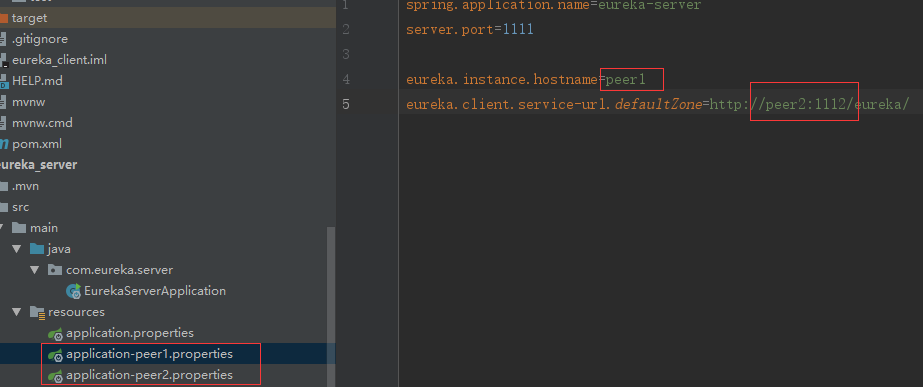 target
.gitignore
eureka_client.iml
HELP.md
mvnw
mvnw.cmd
pom.xml
eureka_server
.mvn
src
main
java
com.eureka.server
EurekaServerApplication
resources
application.properties
application-peer1.properties
application-peer2.properties
1 spring.application.name=eureka-server
2 server.port=1111
3
4 eureka.instance.hostname=peer1
5 eureka.client.service-url.defaultZone=http://peer2:1112/eureka/